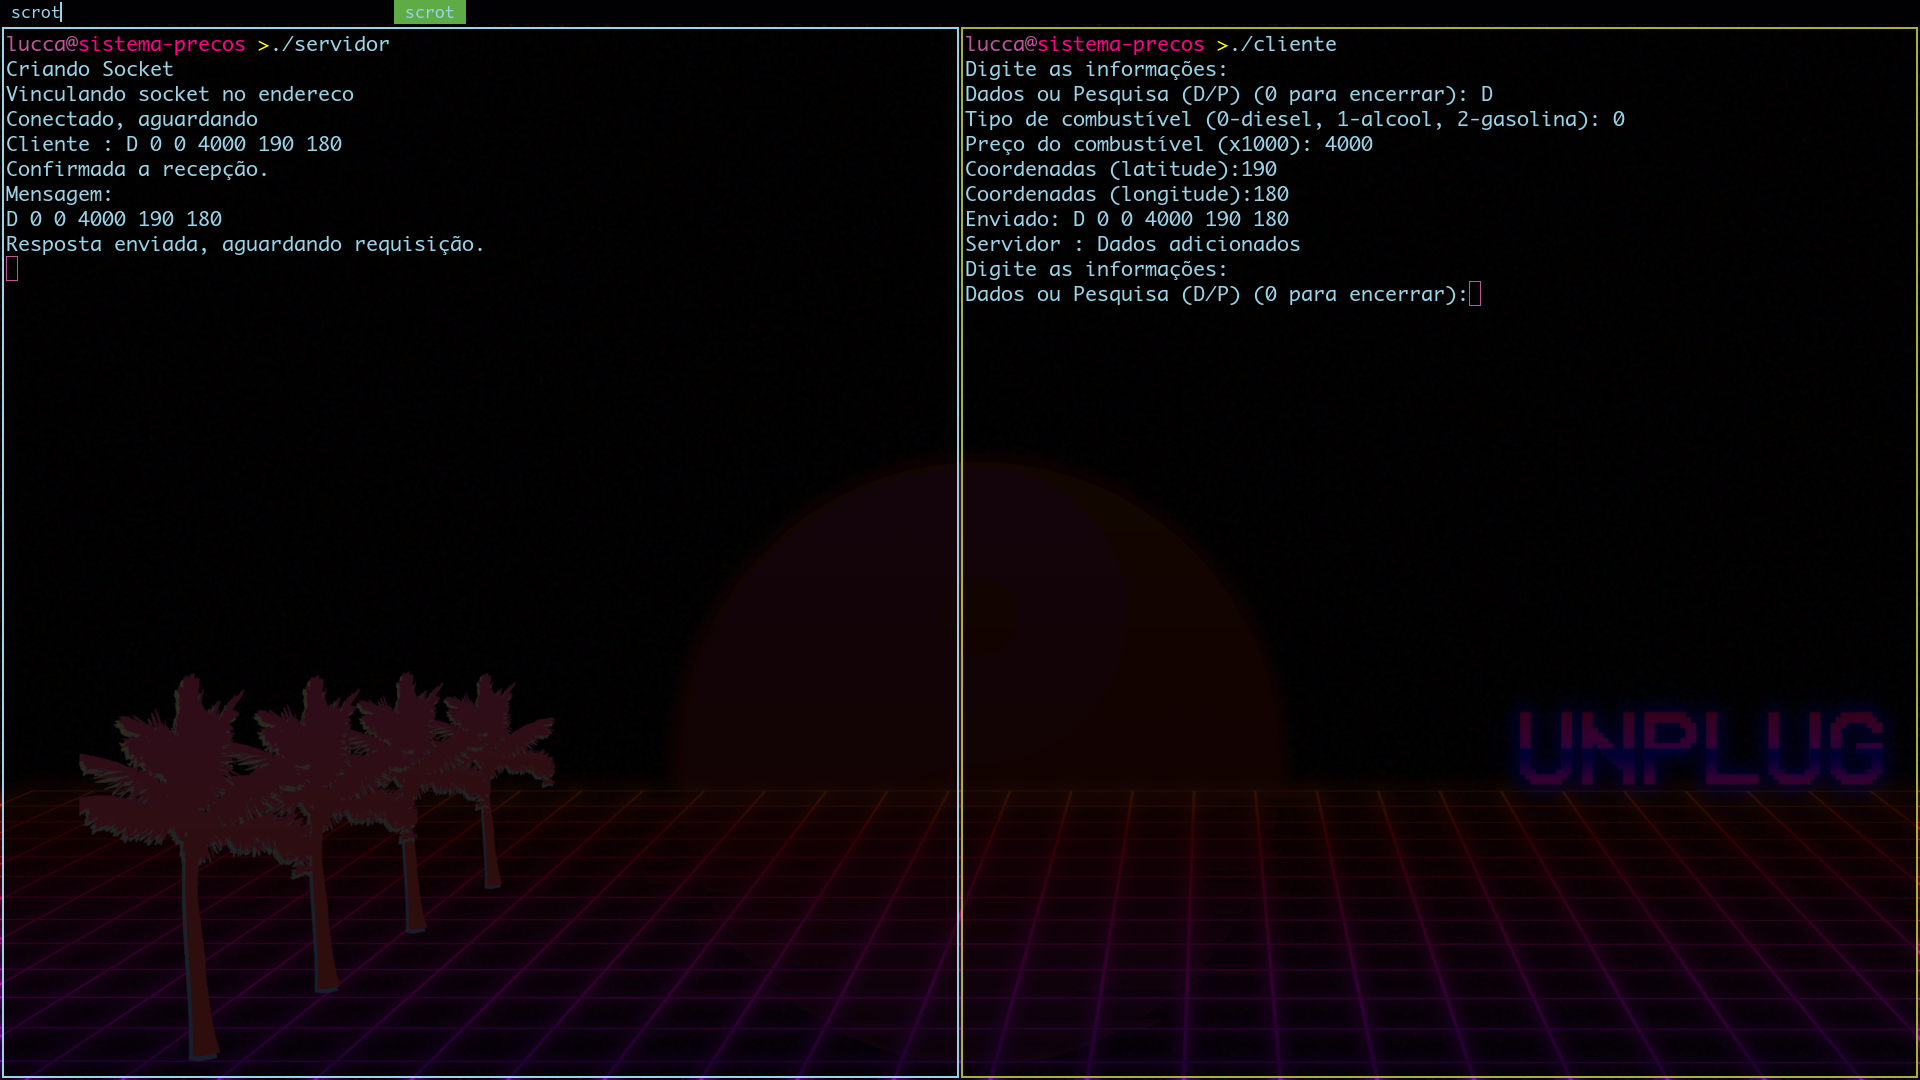 scrot scrot
lucca@sistema-precos >./servidor
Criando Socket
Vinculando socket no endereco
Conectado, aguardando
Cliente : D 0 0 4000 190 180
Confirmada a recepção.
Mensagem:
D 0 0 4000 190 180
Resposta enviada, aguardando requisição.
lucca@sistema-precos >./cliente
Digite as informações:
Dados ou Pesquisa (D/P) (0 para encerrar): D
Tipo de combustível (0-diesel, 1-alcool, 2-gasolina): 0
Preço do combustível (x1000): 4000
Coordenadas (latitude):190
Coordenadas (longitude):180
Enviado: D 0 0 4000 190 180
Servidor : Dados adicionados
Digite as informações:
Dados ou Pesquisa (D/P) (0 para encerrar):
UNPLUG